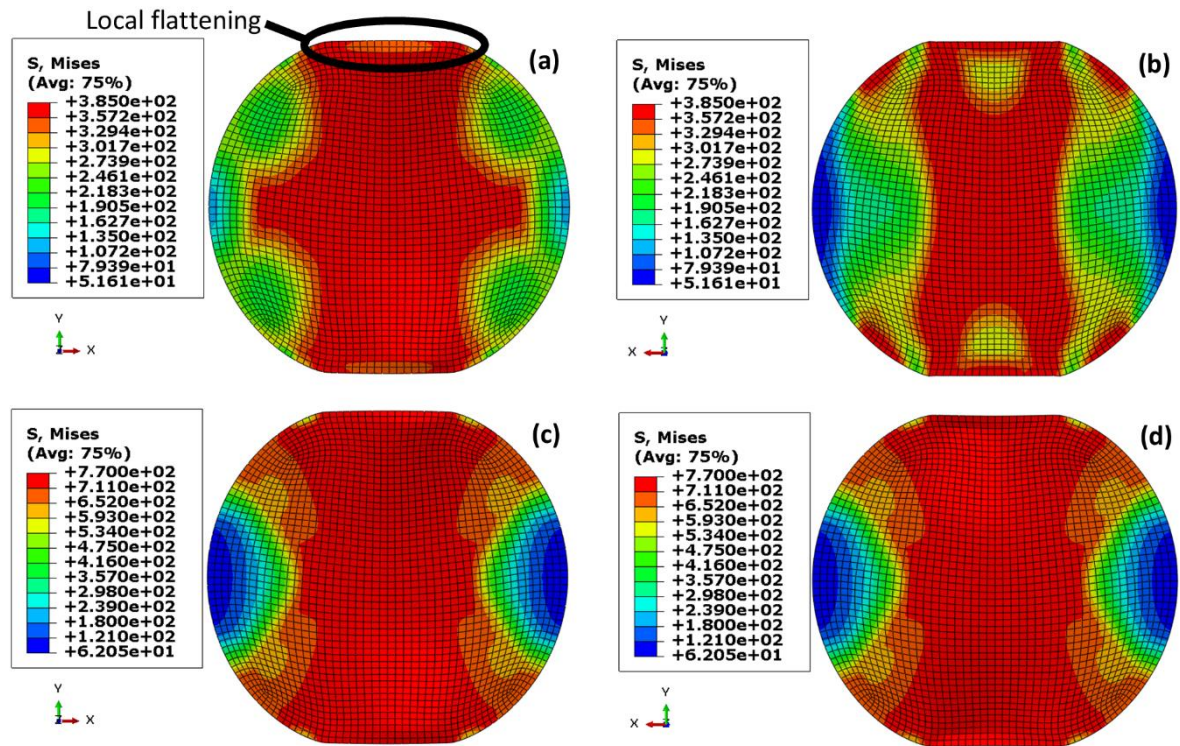 Local flattening
(a)
S, Mises
(Avg: 75%)
+3.850e+02
+3.572e+02
+3.294e+02
+3.017e+02
+2.739e+02
+2.461e+02
+2.183e+02
+1.905e+02
+1.627e+02
+1.350e+02
+1.072e+02
+7.939e+01
+5.161e+01
Y
Z
X
(b)
S, Mises
(Avg: 75%)
+3.850e+02
+3.572e+02
+3.294e+02
+3.017e+02
+2.739e+02
+2.461e+02
+2.183e+02
+1.905e+02
+1.627e+02
+1.350e+02
+1.072e+02
+7.939e+01
+5.161e+01
Y
X
Z
(c)
S, Mises
(Avg: 75%)
+7.700e+02
+7.110e+02
+6.520e+02
+5.930e+02
+5.340e+02
+4.750e+02
+4.160e+02
+3.570e+02
+2.980e+02
+2.390e+02
+1.800e+02
+1.210e+02
+6.205e+01
Y
Z
X
(d)
S, Mises
(Avg: 75%)
+7.700e+02
+7.110e+02
+6.520e+02
+5.930e+02
+5.340e+02
+4.750e+02
+4.160e+02
+3.570e+02
+2.980e+02
+2.390e+02
+1.800e+02
+1.210e+02
+6.205e+01
Y
X
Z